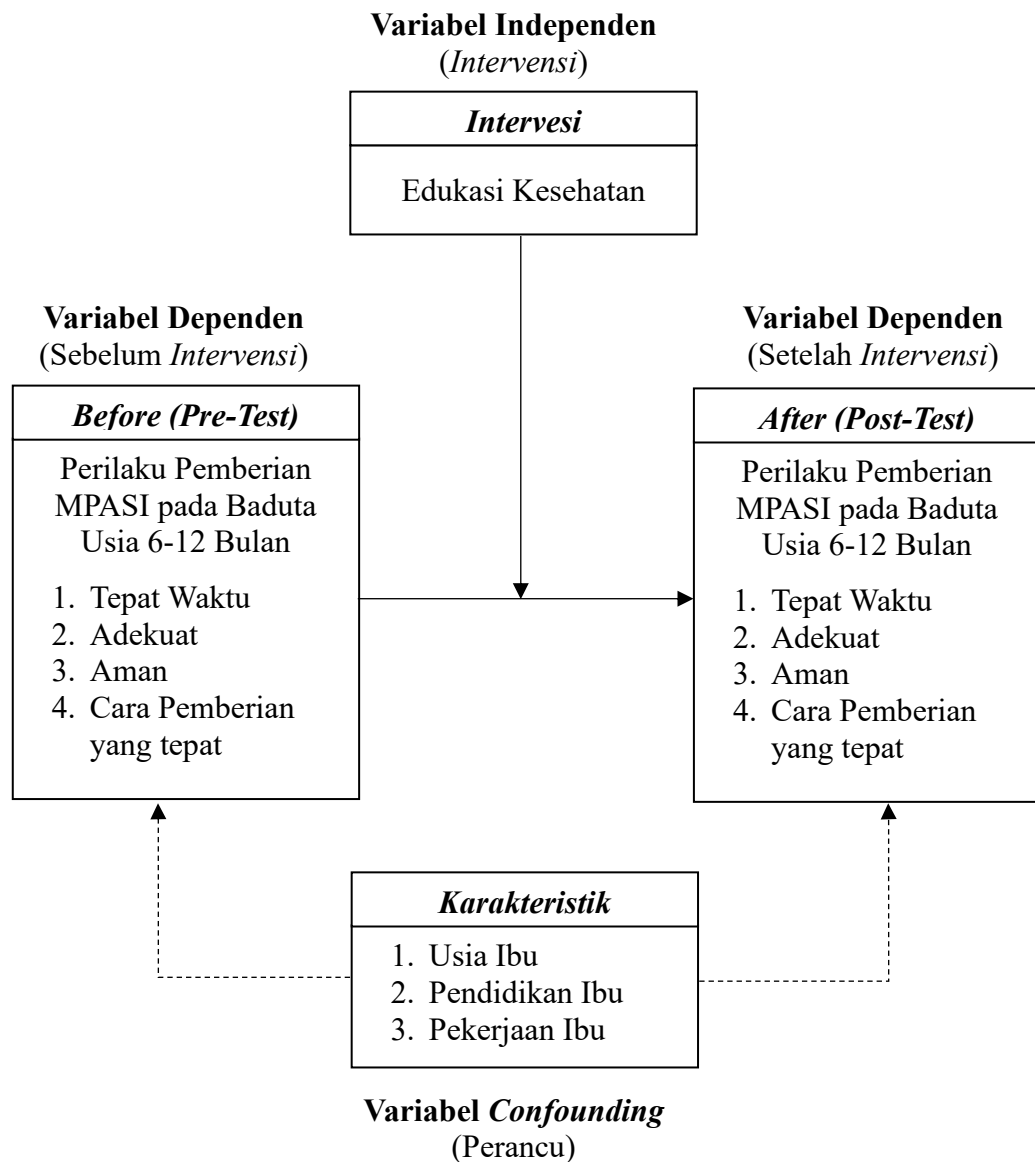 Variabel Independen
(Intervensi)
Intervesi
Edukasi Kesehatan
Variabel Dependen
(Sebelum Intervensi)
Before (Pre-Test)
Perilaku Pemberian
MPASI pada Baduta
Usia 6-12 Bulan
1. Tepat Waktu
2. Adekuat
3. Aman
4. Cara Pemberian
yang tepat
Variabel Dependen
(Setelah Intervensi)
After (Post-Test)
Perilaku Pemberian
MPASI pada Baduta
Usia 6-12 Bulan
1. Tepat Waktu
2. Adekuat
3. Aman
4. Cara Pemberian
yang tepat
Karakteristik
1. Usia Ibu
2. Pendidikan Ibu
3. Pekerjaan Ibu
Variabel Confounding
(Perancu)